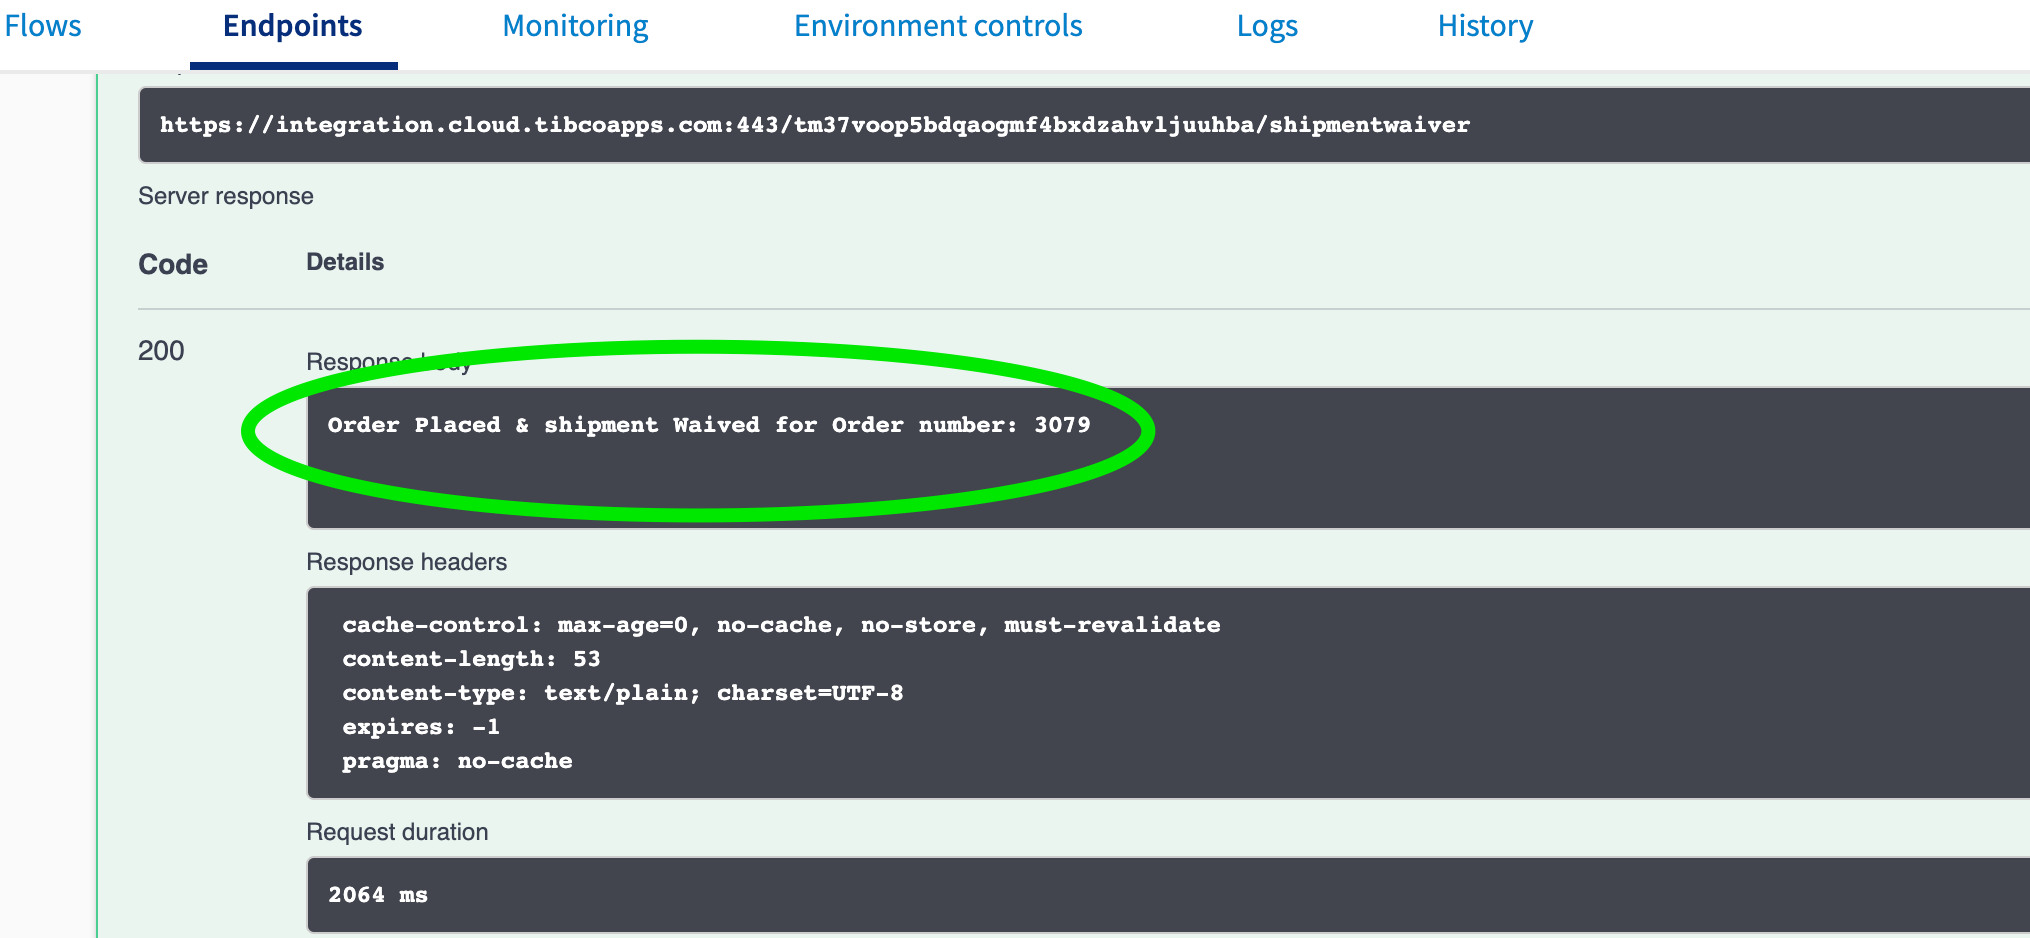 Flows Endpoints Monitoring Environment controls Logs History
https://integration.cloud.tibcoapps.com:443/tm37voop5bdqaogmf4bxdzahvljuuhba/shipmentwaiver
Server response
Code Details
200 Response body
Order Placed & shipment Waived for Order number: 3079
Response headers
cache-control: max-age=0, no-cache, no-store, must-revalidate
content-length: 53
content-type: text/plain; charset=UTF-8
expires: -1
pragma: no-cache
Request duration
2064 ms